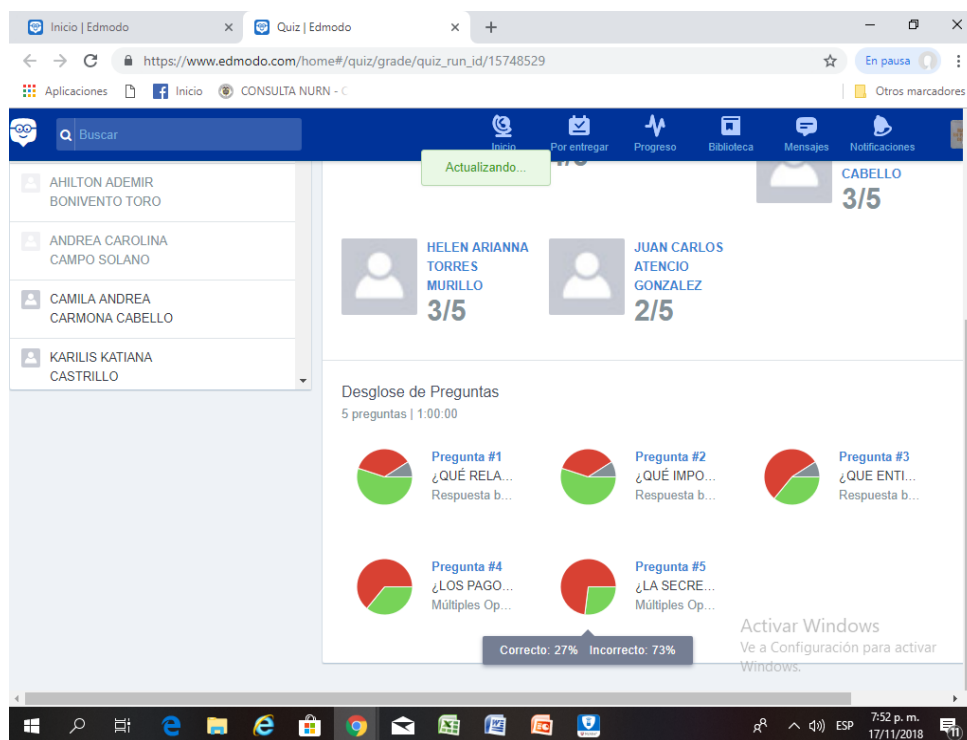 Inicio | Edmodo
Quiz | Edmodo
https://www.edmodo.com/home#/quiz/grade/quiz_run_id/15748529
En pausa
Aplicaciones
Inicio
CONSULTA NURN - C
Otros marcadores
Buscar
Inicio
Por entregar
Progreso
Biblioteca
Mensajes
Notificaciones
Actualizando...
AHILTON ADEMIR
BONIVENTO TORO
ANDREA CAROLINA
CAMPO SOLANO
CAMILA ANDREA
CARMONA CABELLO
KARILIS KATIANA
CASTRILLO
CABELLO
3/5
HELEN ARIANNA
TORRES
MURILLO
3/5
JUAN CARLOS
ATENCIO
GONZALEZ
2/5
Desglose de Preguntas
5 preguntas | 1:00:00
Pregunta #1
¿QUÉ RELA...
Respuesta b...
Pregunta #2
¿QUÉ IMPO...
Respuesta b...
Pregunta #3
¿QUE ENTI...
Respuesta b...
Pregunta #4
¿LOS PAGO...
Múltiples Op...
Pregunta #5
¿LA SECRE...
Múltiples Op...
Correcto: 27% Incorrecto: 73%
Activar Windows
Ve a Configuración para activar
Windows.
ESP
7:52 p. m.
17/11/2018
11